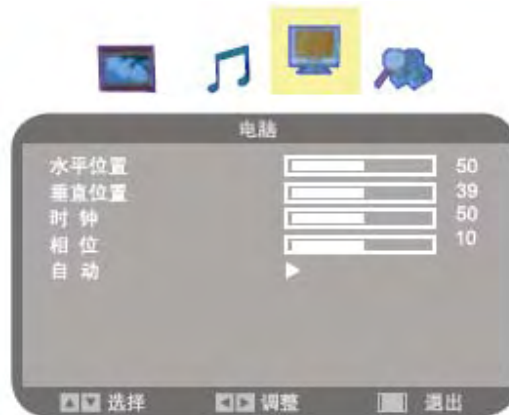 电脑
水平位置 50
垂直位置 39
时 钟 50
相 位 10
自 动
选择 调整 退出